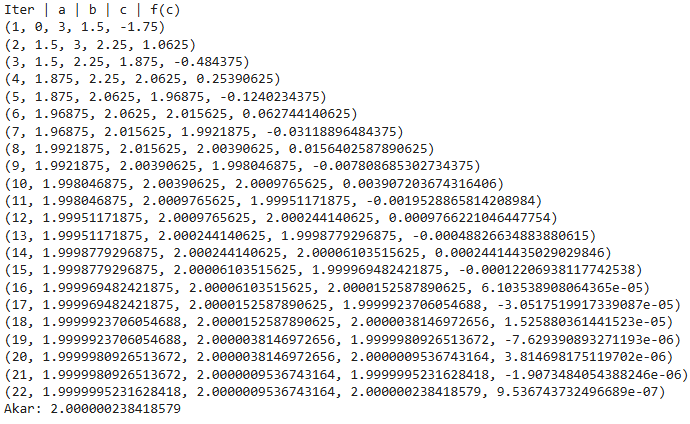 Iter | a | b | c | f(c)
(1, 0, 3, 1.5, -1.75)
(2, 1.5, 3, 2.25, 1.0625)
(3, 1.5, 2.25, 1.875, -0.484375)
(4, 1.875, 2.25, 2.0625, 0.25390625)
(5, 1.875, 2.0625, 1.96875, -0.1240234375)
(6, 1.96875, 2.0625, 2.015625, 0.062744140625)
(7, 1.96875, 2.015625, 1.9921875, -0.03118896484375)
(8, 1.9921875, 2.015625, 2.00390625, 0.0156402587890625)
(9, 1.9921875, 2.00390625, 1.998046875, -0.007808685302734375)
(10, 1.998046875, 2.00390625, 2.0009765625, 0.003907203674316406)
(11, 1.998046875, 2.0009765625, 1.99951171875, -0.0019528865814208984)
(12, 1.99951171875, 2.0009765625, 2.000244140625, 0.0009766221046447754)
(13, 1.99951171875, 2.000244140625, 1.9998779296875, -0.00048826634883880615)
(14, 1.9998779296875, 2.000244140625, 2.00006103515625, 0.00024414435029029846)
(15, 1.9998779296875, 2.00006103515625, 1.999969482421875, -0.00012206938117742538)
(16, 1.999969482421875, 2.00006103515625, 2.0000152587890625, 6.103538908064365e-05)
(17, 1.999969482421875, 2.0000152587890625, 1.9999923706054688, -3.0517519917339087e-05)
(18, 1.9999923706054688, 2.0000152587890625, 2.0000038146972656, 1.525880361441523e-05)
(19, 1.9999923706054688, 2.0000038146972656, 1.9999980926513672, -7.629390893271193e-06)
(20, 1.9999980926513672, 2.0000038146972656, 2.0000009536743164, 3.814698175119702e-06)
(21, 1.9999980926513672, 2.0000009536743164, 1.9999995231628418, -1.9073484054388246e-06)
(22, 1.9999995231628418, 2.0000009536743164, 2.000000238418579, 9.536743732496689e-07)
Akar: 2.000000238418579